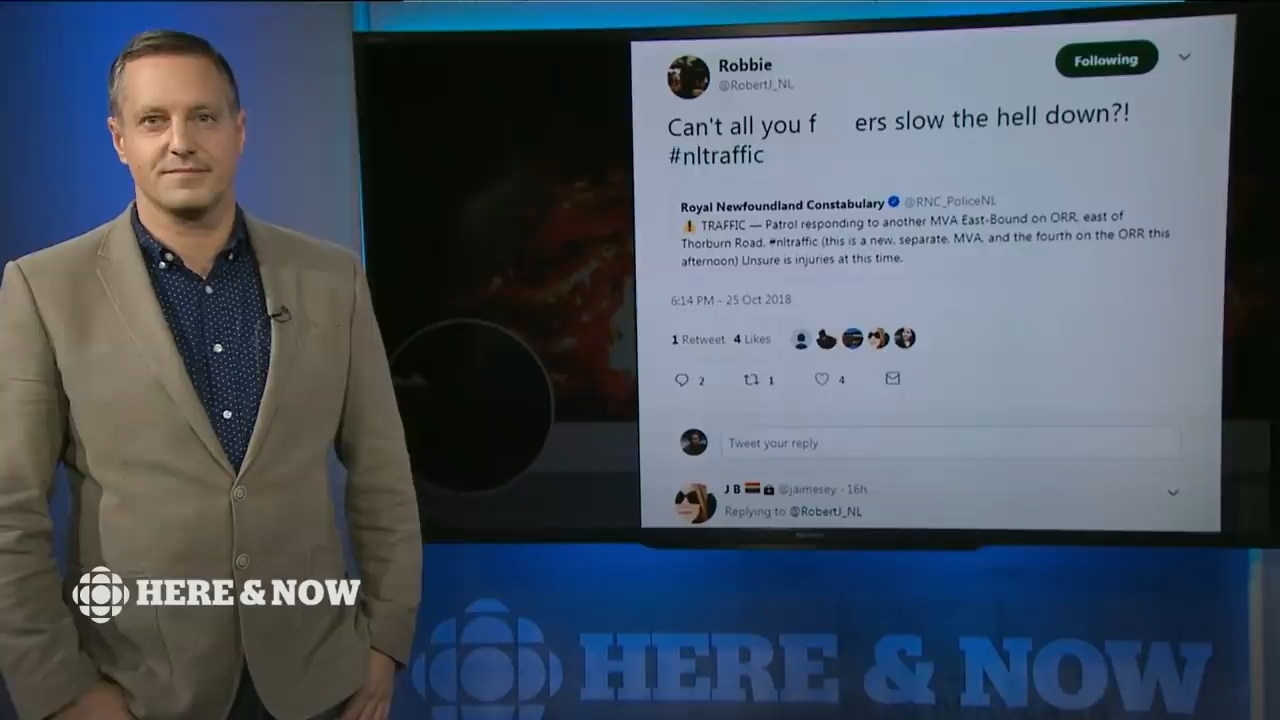 Robbie
@RobertJ_NL
Following
Can't all you f ers slow the hell down?!
#nltraffic
Royal Newfoundland Constabulary @RNC_PoliceNL
TRAFFIC — Patrol responding to another MVA East-Bound on ORR, east of
Thorburn Road. #nltraffic (this is a new, separate, MVA, and the fourth on the ORR this
afternoon) Unsure is injuries at this time.
6:14 PM - 25 Oct 2018
1 Retweet 4 Likes
2 1 4
Tweet your reply
J B @jaimesey · 16h
Replying to @RobertJ_NL
HERE & NOW
HERE & NOW